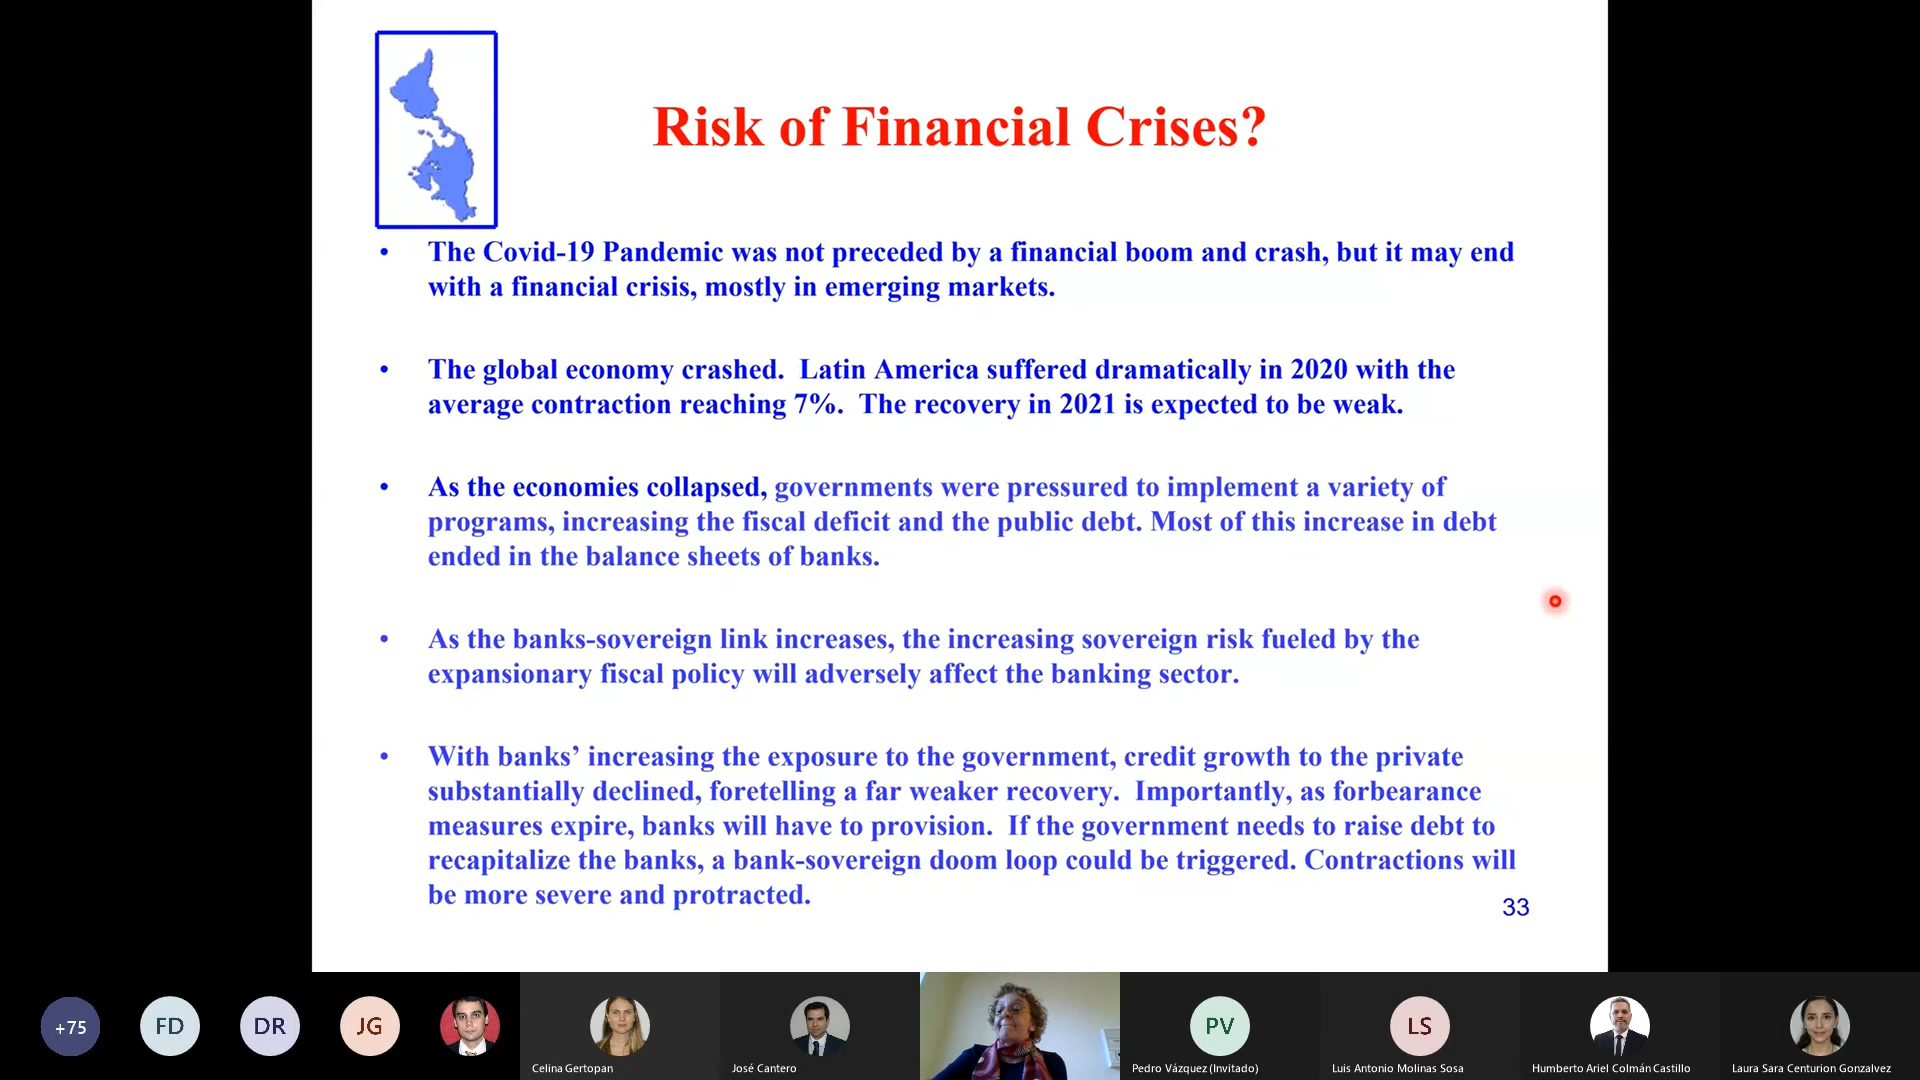 Risk of Financial Crises?
• The Covid-19 Pandemic was not preceded by a financial boom and crash, but it may end
with a financial crisis, mostly in emerging markets.
• The global economy crashed.  Latin America suffered dramatically in 2020 with the
average contraction reaching 7%.  The recovery in 2021 is expected to be weak.
• As the economies collapsed, governments were pressured to implement a variety of
programs, increasing the fiscal deficit and the public debt. Most of this increase in debt
ended in the balance sheets of banks.
• As the banks-sovereign link increases, the increasing sovereign risk fueled by the
expansionary fiscal policy will adversely affect the banking sector.
• With banks’ increasing the exposure to the government, credit growth to the private
substantially declined, foretelling a far weaker recovery.  Importantly, as forbearance
measures expire, banks will have to provision.  If the government needs to raise debt to
recapitalize the banks, a bank-sovereign doom loop could be triggered. Contractions will
be more severe and protracted.
33
+75
FD
DR
JG
Celina Gertopan
José Cantero
PV
Pedro Vázquez (Invitado)
LS
Luis Antonio Molinas Sosa
Humberto Ariel Colmán Castillo
Laura Sara Centurion Gonzalvez